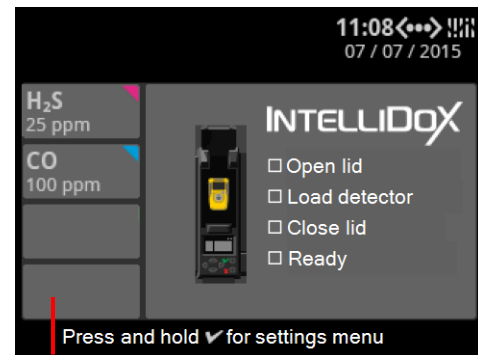 11:08
07 / 07 / 2015
H₂S
25 ppm
CO
100 ppm
INTELLIDOX
Open lid
Load detector
Close lid
Ready
Press and hold ✔ for settings menu